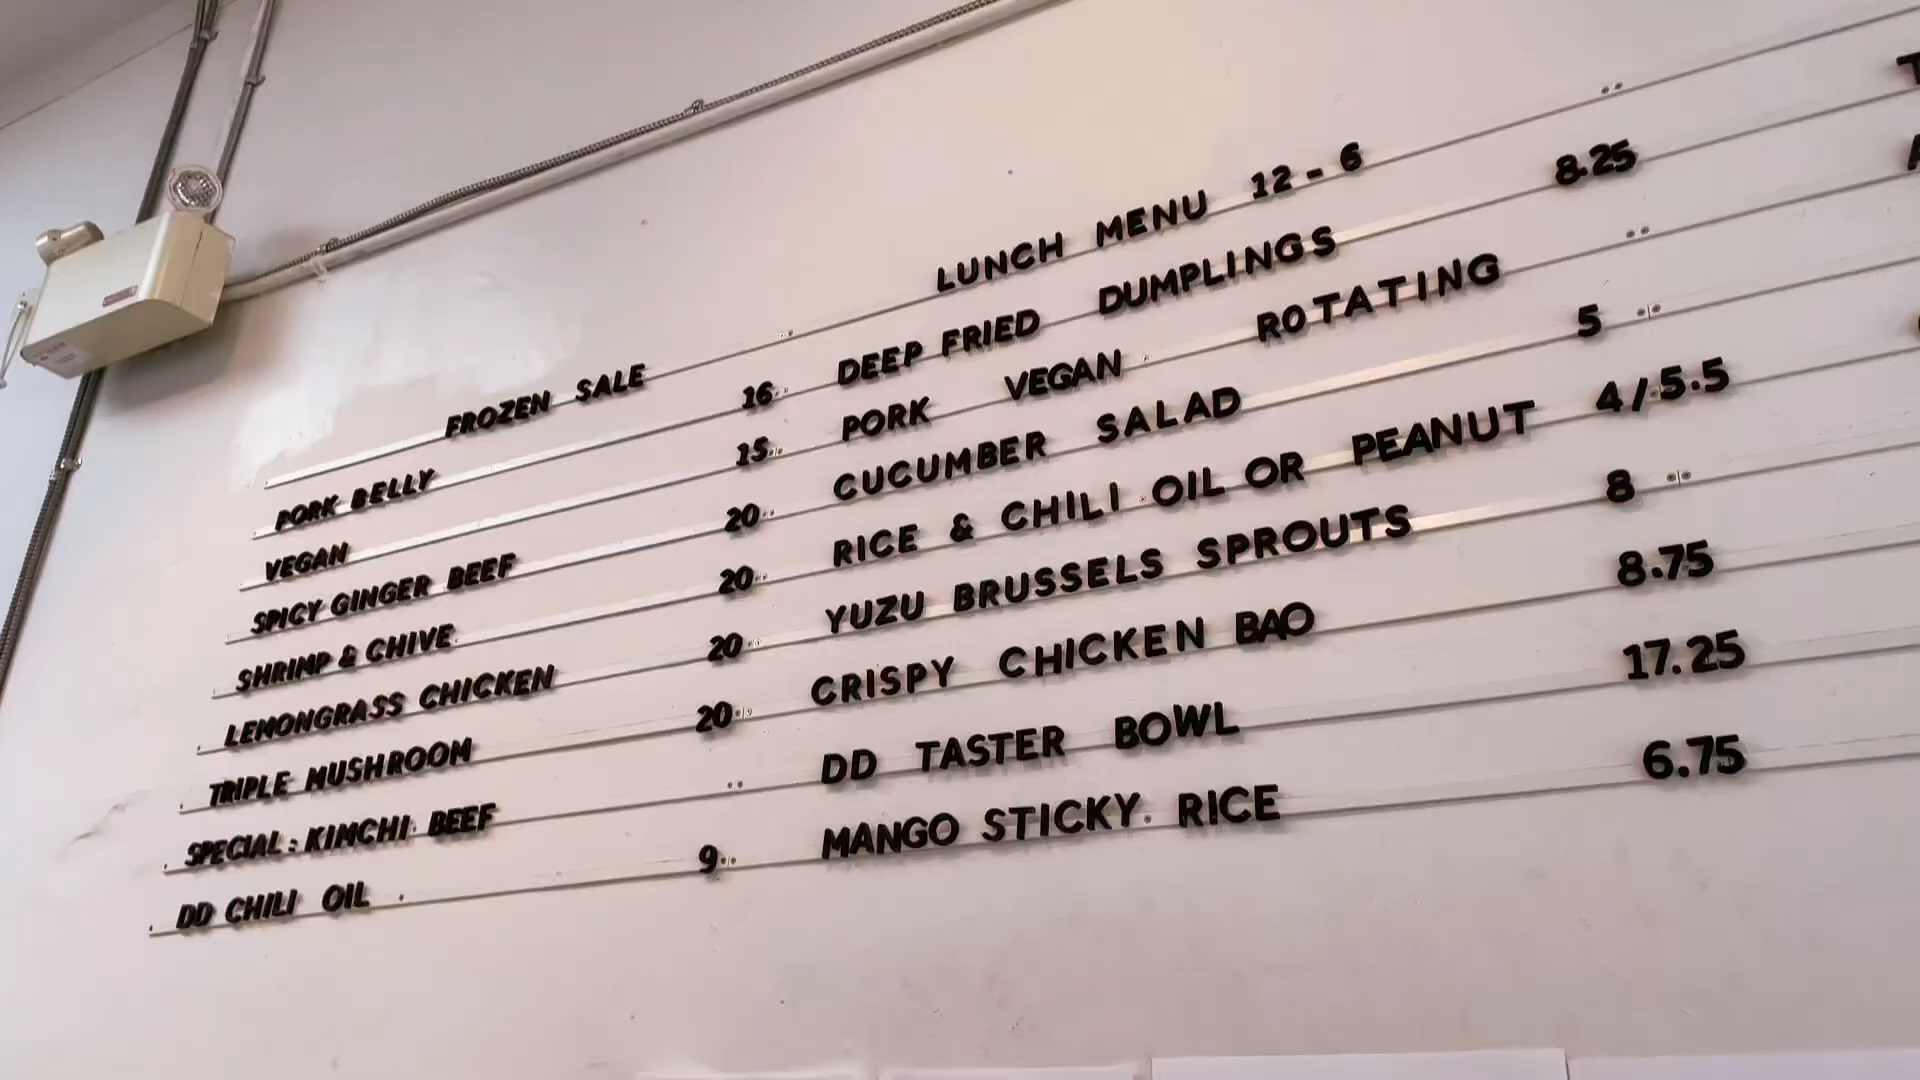 FROZEN SALE
PORK BELLY 16
VEGAN 15
SPICY GINGER BEEF 20
SHRIMP & CHIVE 20
LEMONGRASS CHICKEN 20
TRIPLE MUSHROOM 20
SPECIAL: KIMCHI BEEF
DD CHILI OIL 9
LUNCH MENU 12 - 6
DEEP FRIED DUMPLINGS 8.25
PORK VEGAN ROTATING
CUCUMBER SALAD 5
RICE & CHILI OIL OR PEANUT 4/5.5
YUZU BRUSSELS SPROUTS 8
CRISPY CHICKEN BAO 8.75
DD TASTER BOWL 17.25
MANGO STICKY RICE 6.75